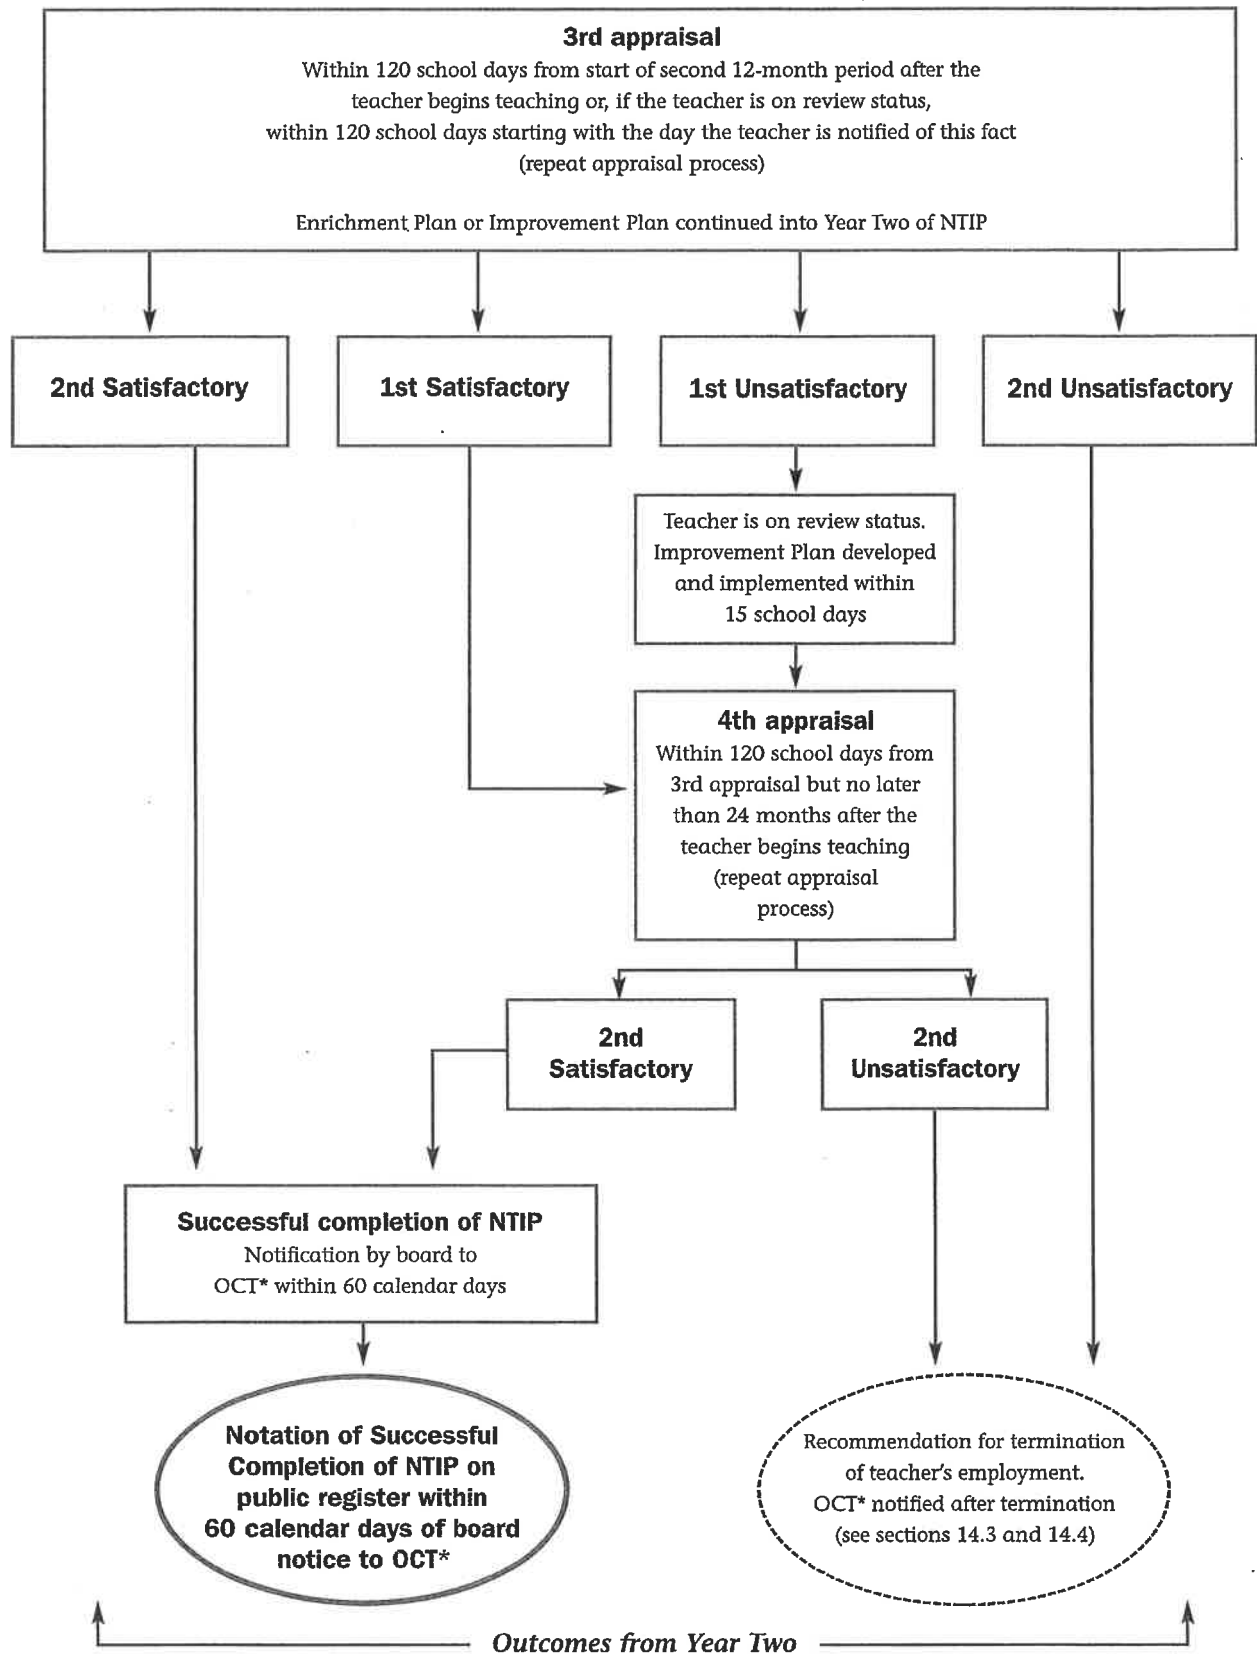 3rd appraisal
Within 120 school days from start of second 12-month period after the
teacher begins teaching or, if the teacher is on review status,
within 120 school days starting with the day the teacher is notified of this fact
(repeat appraisal process)
Enrichment Plan or Improvement Plan continued into Year Two of NTIP
2nd Satisfactory
1st Satisfactory
1st Unsatisfactory
2nd Unsatisfactory
Teacher is on review status.
Improvement Plan developed
and implemented within
15 school days
4th appraisal
Within 120 school days from
3rd appraisal but no later
than 24 months after the
teacher begins teaching
(repeat appraisal
process)
2nd
Satisfactory
2nd
Unsatisfactory
Successful completion of NTIP
Notification by board to
OCT* within 60 calendar days
Notation of Successful
Completion of NTIP on
public register within
60 calendar days of board
notice to OCT*
Recommendation for termination
of teacher's employment.
OCT* notified after termination
(see sections 14.3 and 14.4)
Outcomes from Year Two